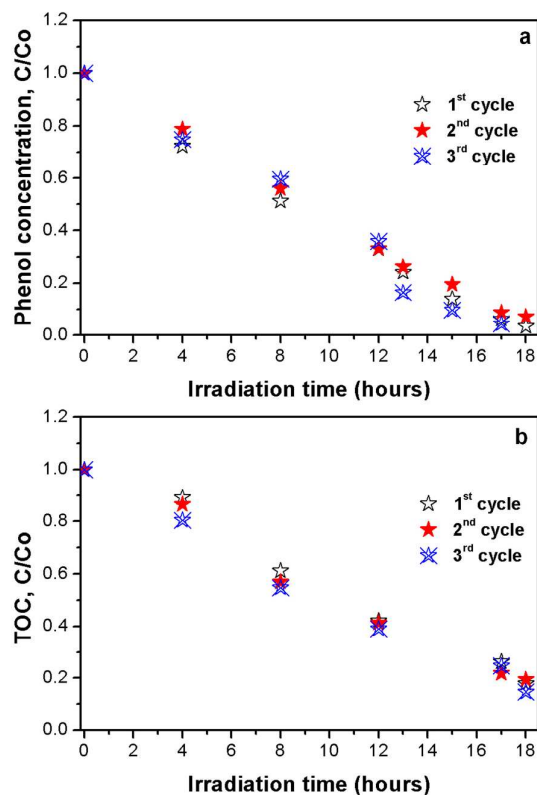 a
1.2
1.0
0.8
0.6
0.4
0.2
0.0
Phenol concentration, C/Co
1st cycle
2nd cycle
3rd cycle
0 2 4 6 8 10 12 14 16 18
Irradiation time (hours)
b
1.2
1.0
0.8
0.6
0.4
0.2
0.0
TOC, C/Co
1st cycle
2nd cycle
3rd cycle
0 2 4 6 8 10 12 14 16 18
Irradiation time (hours)